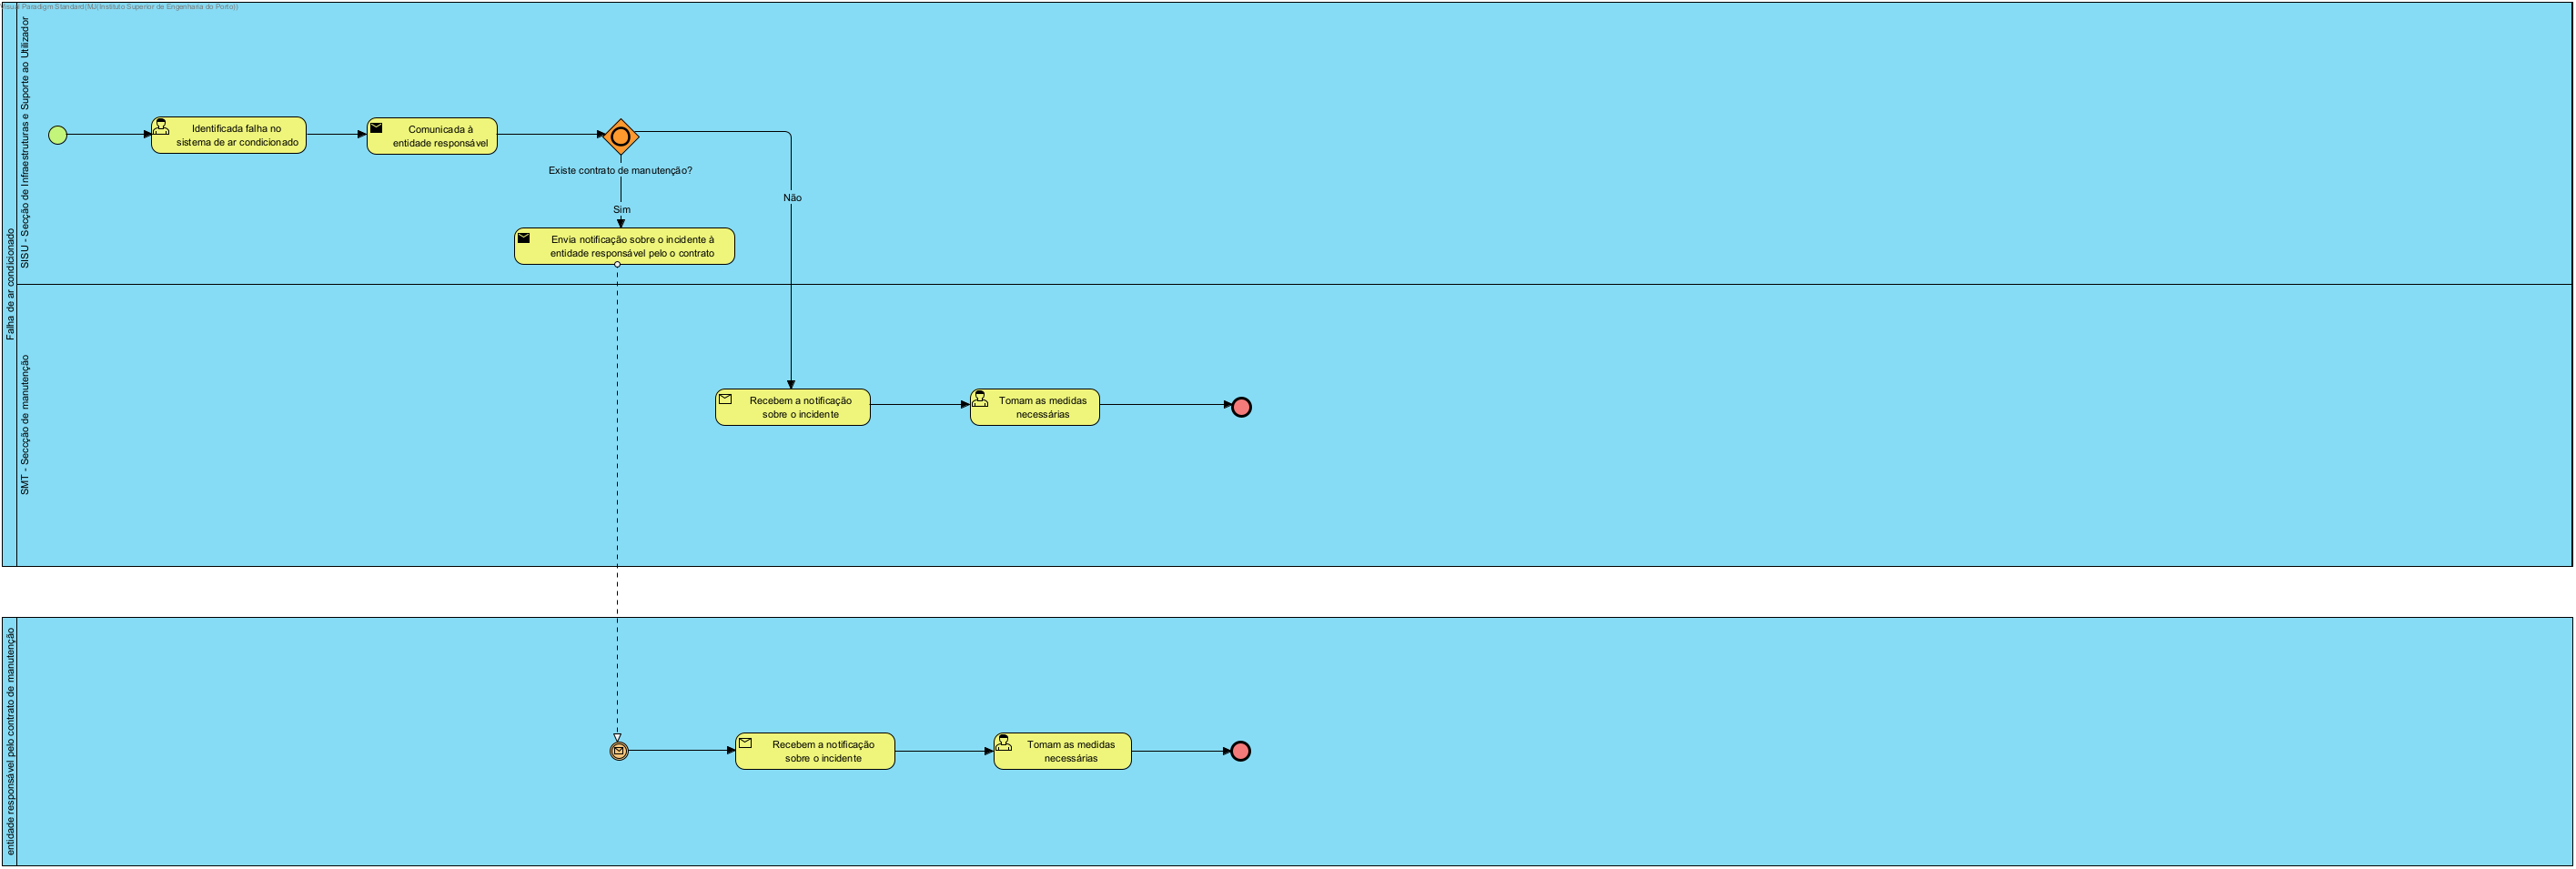 Visual Paradigm Standard(MJ(Instituto Superior de Engenharia do Porto))
Falha de ar condicionado
SISU - Secção de Infraestruturas e Suporte ao Utilizador
Identificada falha no
sistema de ar condicionado
Comunicada à
entidade responsável
Existe contrato de manutenção?
Não
Sim
Envia notificação sobre o incidente à
entidade responsável pelo o contrato
SMT - Secção de manutenção
Recebem a notificação
sobre o incidente
Tomam as medidas
necessárias
entidade responsável pelo contrato de manutenção
Recebem a notificação
sobre o incidente
Tomam as medidas
necessárias